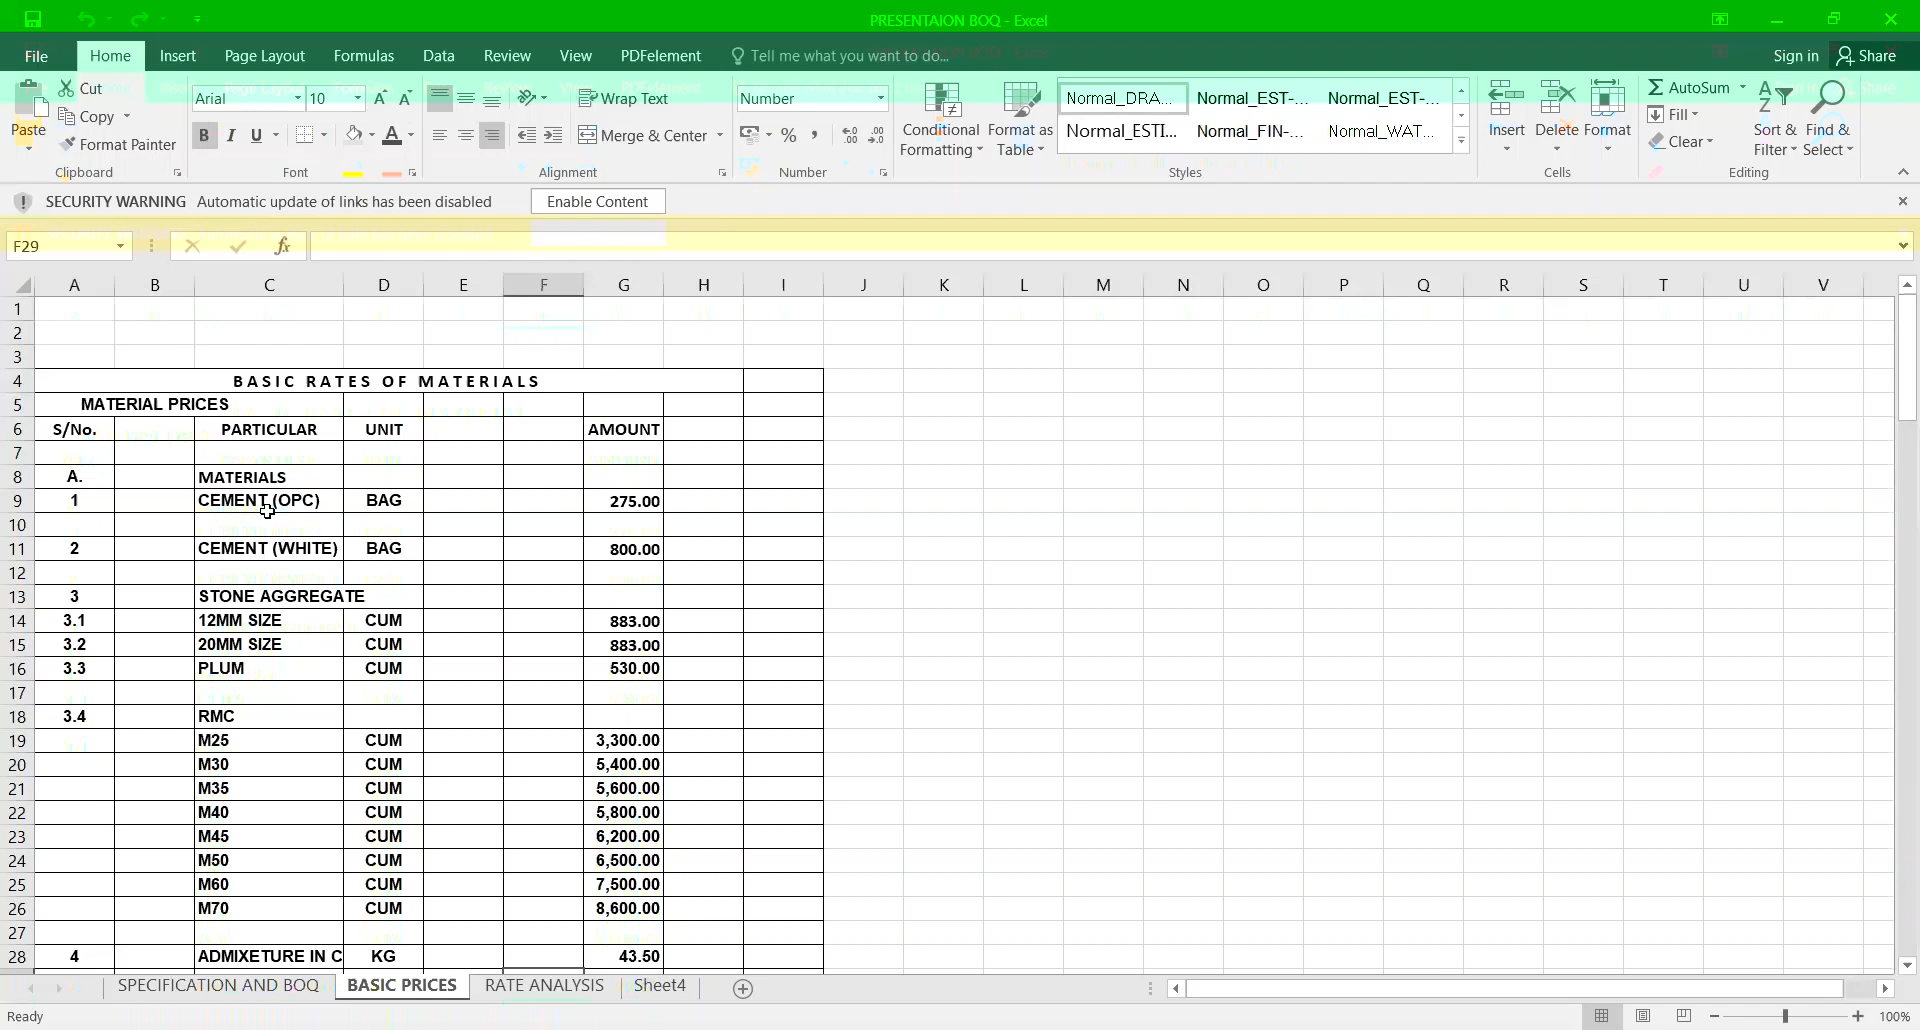 PRESENTAION BOQ - Excel
File Home Insert Page Layout Formulas Data Review View PDFelement Tell me what you want to do... Sign in Share
Cut
Copy
Format Painter
Paste
Clipboard
Arial 10
B I U
Font
Wrap Text
Merge & Center
Alignment
Number
%
Number
Conditional Formatting
Format as Table
Normal_DRA... Normal_EST-... Normal_EST-...
Normal_ESTI... Normal_FIN-... Normal_WAT...
Styles
Insert Delete Format
Cells
AutoSum
Fill
Clear
Sort & Filter
Find & Select
Editing
SECURITY WARNING Automatic update of links has been disabled Enable Content
F29 fx
A B C D E F G H I J K L M N O P Q R S T U V
1
2
3
4 BASIC RATES OF MATERIALS
5 MATERIAL PRICES
6 S/No. PARTICULAR UNIT AMOUNT
7
8 A. MATERIALS
9 1 CEMENT (OPC) BAG 275.00
10
11 2 CEMENT (WHITE) BAG 800.00
12
13 3 STONE AGGREGATE
14 3.1 12MM SIZE CUM 883.00
15 3.2 20MM SIZE CUM 883.00
16 3.3 PLUM CUM 530.00
17
18 3.4 RMC
19 M25 CUM 3,300.00
20 M30 CUM 5,400.00
21 M35 CUM 5,600.00
22 M40 CUM 5,800.00
23 M45 CUM 6,200.00
24 M50 CUM 6,500.00
25 M60 CUM 7,500.00
26 M70 CUM 8,600.00
27
28 4 ADMIXETURE IN C KG 43.50
SPECIFICATION AND BOQ BASIC PRICES RATE ANALYSIS Sheet4
Ready 100%